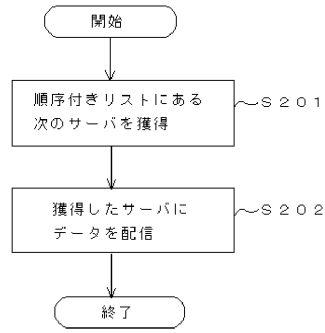 開始
順序付きリストにある
次のサーバを獲得
S201
獲得したサーバに
データを配信
S202
終了